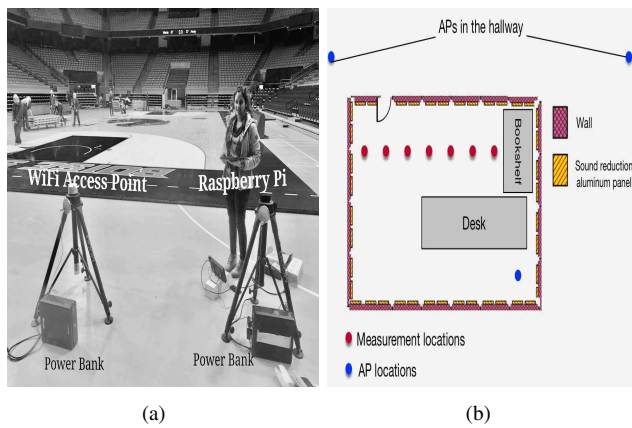 WiFi Access Point
Raspberry Pi
Power Bank
Power Bank
(a)
APs in the hallway
Bookshelf
Desk
Wall
Sound reduction
aluminum panel
Measurement locations
AP locations
(b)